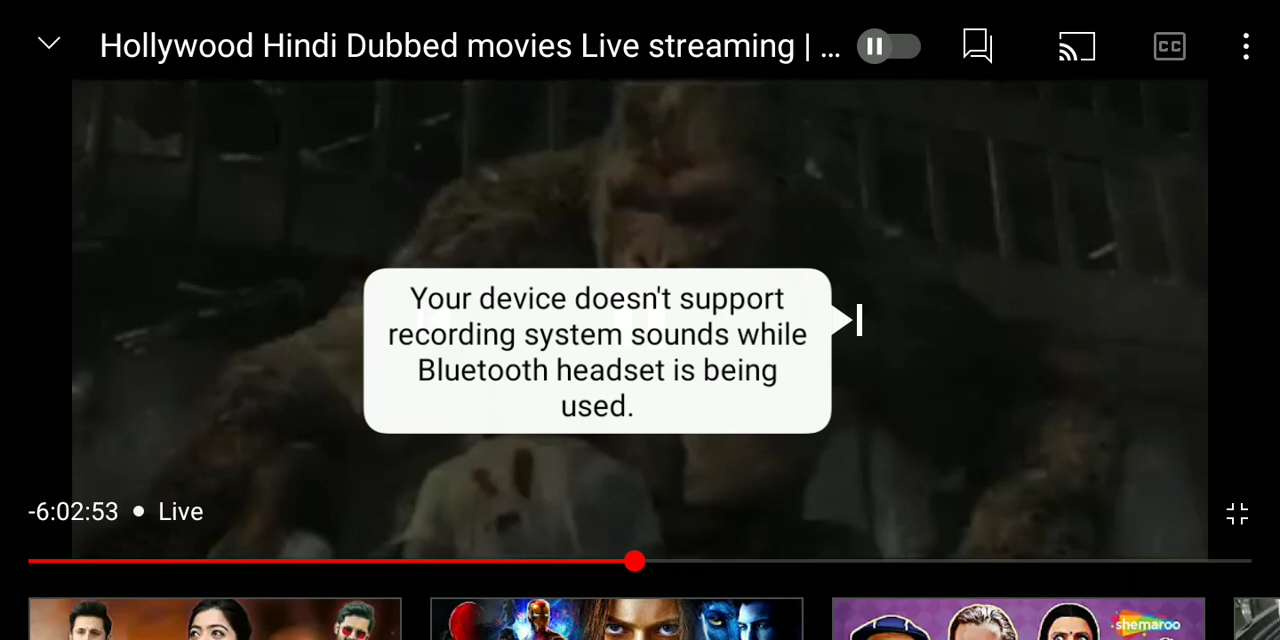 Hollywood Hindi Dubbed movies Live streaming | ...
CC
Your device doesn't support
recording system sounds while
Bluetooth headset is being
used.
-6:02:53 • Live
shemaroo